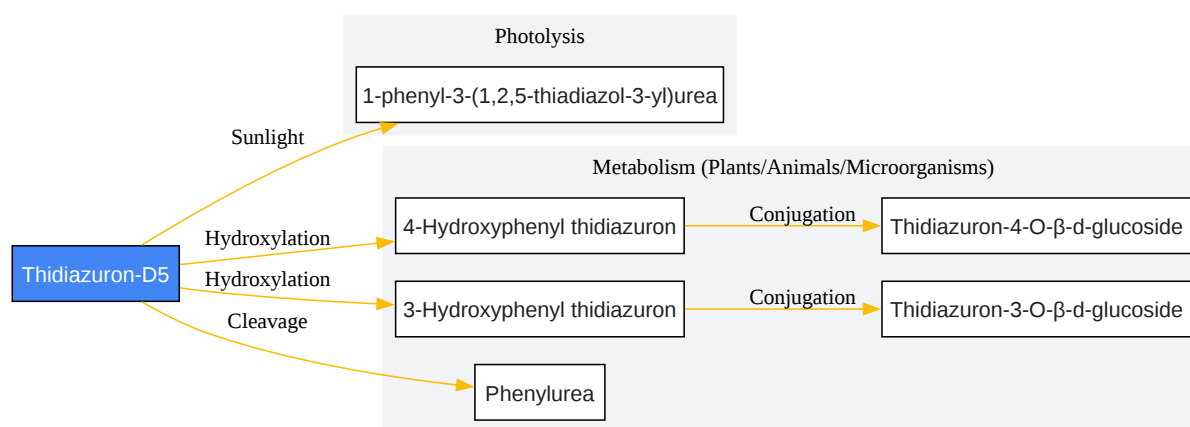 Photolysis
1-phenyl-3-(1,2,5-thiadiazol-3-yl)urea
Sunlight
Metabolism (Plants/Animals/Microorganisms)
4-Hydroxyphenyl thidiazuron
Conjugation
Thidiazuron-4-O-β-d-glucoside
Hydroxylation
Thidiazuron-D5
Hydroxylation
3-Hydroxyphenyl thidiazuron
Conjugation
Thidiazuron-3-O-β-d-glucoside
Cleavage
Phenylurea